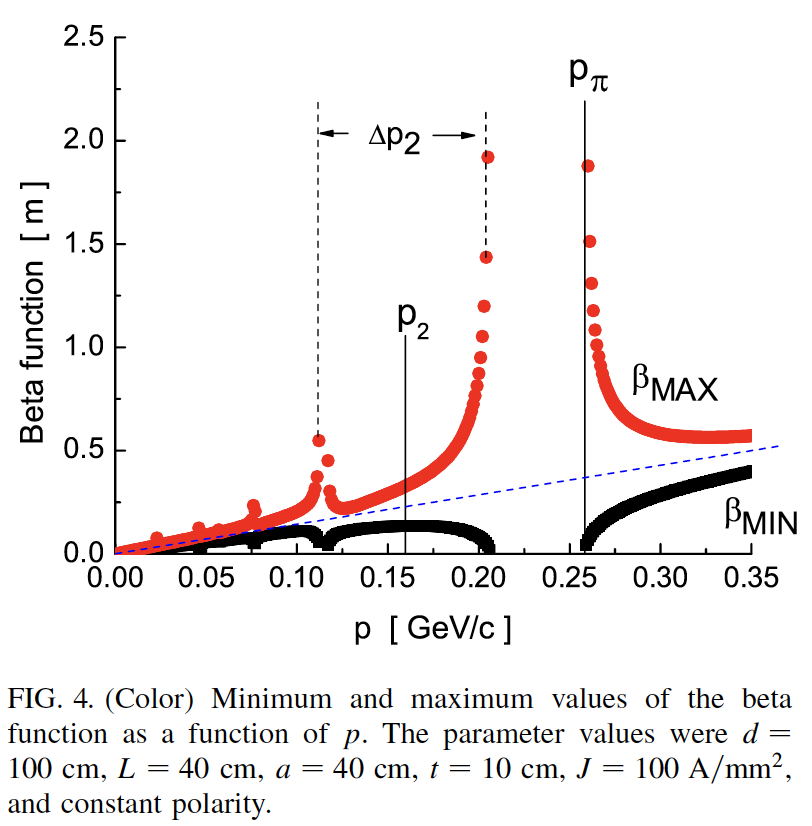 2.5
2.0
1.5
1.0
0.5
0.0
Beta function [ m ]
Δp2
p2
pπ
βMAX
βMIN
0.00 0.05 0.10 0.15 0.20 0.25 0.30 0.35
p [ GeV/c ]
FIG. 4. (Color) Minimum and maximum values of the beta
function as a function of p. The parameter values were d =
100 cm, L = 40 cm, a = 40 cm, t = 10 cm, J = 100 A/mm²,
and constant polarity.